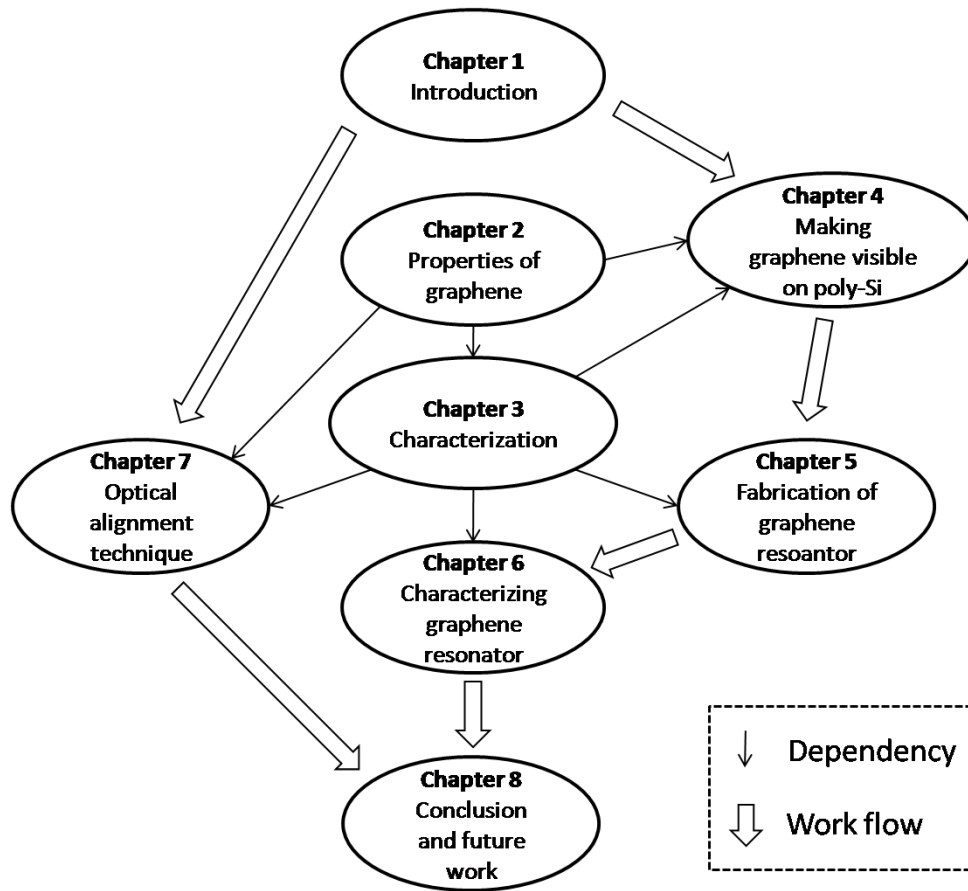 Chapter 1
Introduction
Chapter 2
Properties of
graphene
Chapter 3
Characterization
Chapter 4
Making
graphene visible
on poly-Si
Chapter 5
Fabrication of
graphene
resoantor
Chapter 6
Characterizing
graphene
resonator
Chapter 7
Optical
alignment
technique
Chapter 8
Conclusion
and future
work
Dependency
Work flow